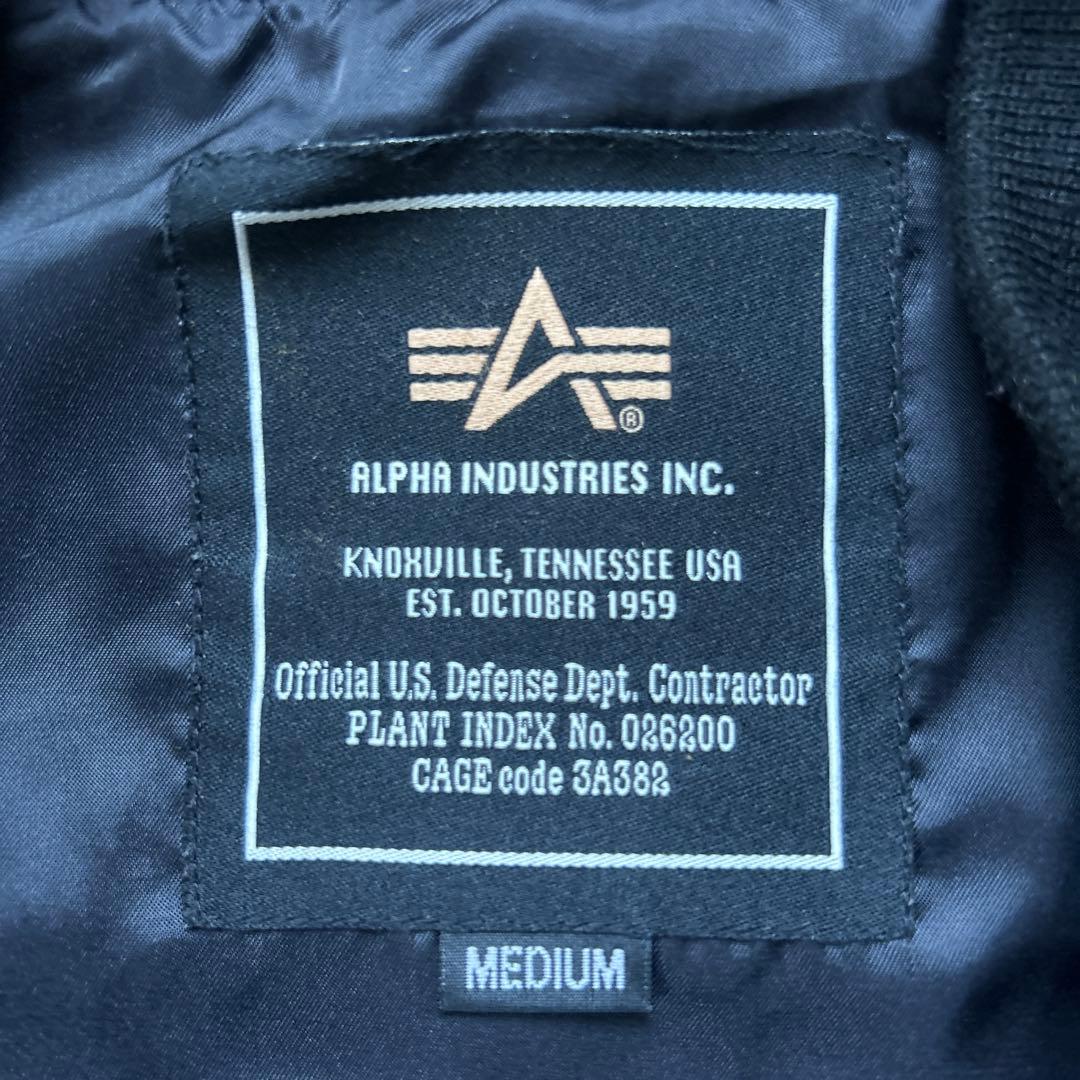 ®
ALPHA INDUSTRIES INC.
KNOXVILLE, TENNESSEE USA
EST. OCTOBER 1959
Official U.S. Defense Dept. Contractor
PLANT INDEX No. 026200
CAGE code 3A382
MEDIUM